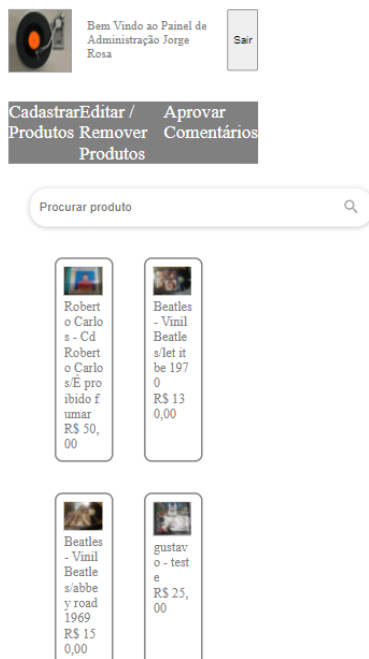 Bem Vindo ao Painel de
Administração Jorge
Rosa
Sair
Cadastrar
Produtos
Editar /
Remover
Produtos
Aprovar
Comentários
Procurar produto
Robert
o Carlo
s - Cd
Robert
o Carlo
s/É pro
ibido f
umar
R$ 50,
00
Beatles
- Vinil
Beatle
s/let it
be 197
0
R$ 13
0,00
Beatles
- Vinil
Beatle
s/abbe
y road
1969
R$ 15
0,00
gustav
o - test
e
R$ 25,
00